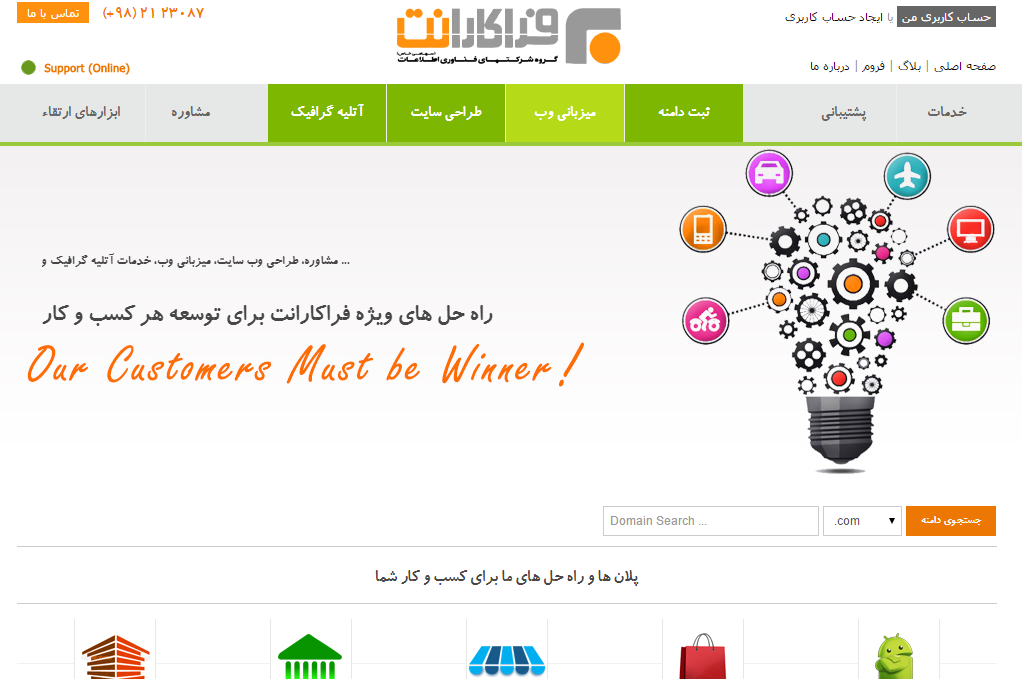 حساب کاربری من یا ایجاد حساب کاربری
(+۹۸) ۲۱ ۲۳۰۸۷
تماس با ما
فراکارانت
(سهامی خاص)
گروه شرکتهای فناوری اطلاعات
صفحه اصلی | بلاگ | فروم | درباره ما
Support (Online)
خدمات
پشتیبانی
ثبت دامنه
میزبانی وب
طراحی سایت
آتلیه گرافیک
مشاوره
ابزارهای ارتقاء
... مشاوره، طراحی وب سایت، میزبانی وب، خدمات آتلیه گرافیک و
راه حل های ویژه فراکارانت برای توسعه هر کسب و کار
Our Customers Must be Winner !
Domain Search ...
.com
جستجوی دامنه
پلان ها و راه حل های ما برای کسب و کار شما